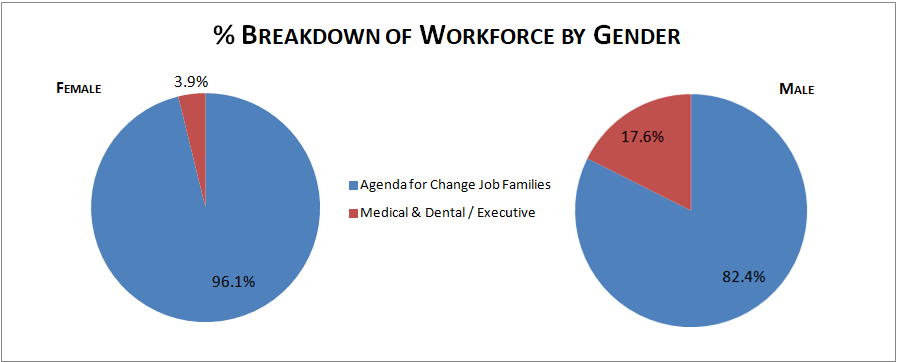 % Breakdown of Workforce by Gender
Female
3.9%
96.1%
Agenda for Change Job Families
Medical & Dental / Executive
Male
17.6%
82.4%